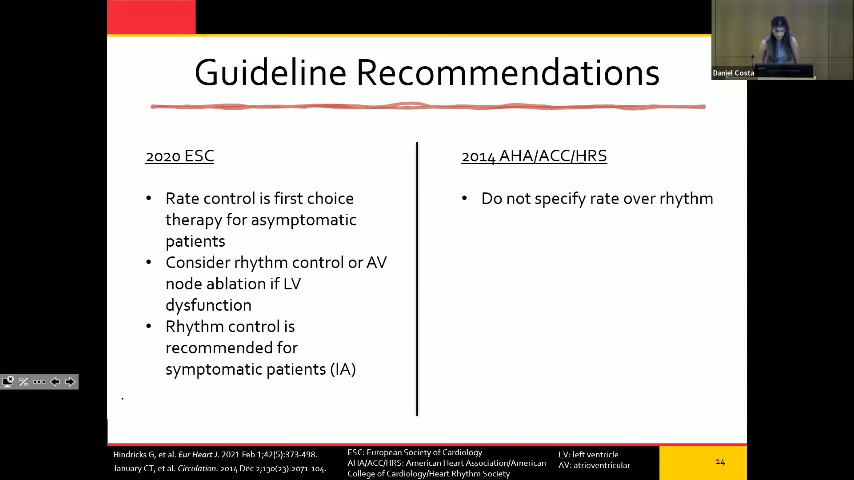 Guideline Recommendations
Daniel Costa
2020 ESC
• Rate control is first choice
therapy for asymptomatic
patients
• Consider rhythm control or AV
node ablation if LV
dysfunction
• Rhythm control is
recommended for
symptomatic patients (IA)
2014 AHA/ACC/HRS
• Do not specify rate over rhythm
Hindricks G, et al. Eur Heart J. 2021 Feb 1;42(5):373-498.
January CT, et al. Circulation. 2014 Dec 2;130(23):2071-104.
ESC: European Society of Cardiology
AHA/ACC/HRS: American Heart Association/American
College of Cardiology/Heart Rhythm Society
LV: left ventricle
AV: atrioventricular
14